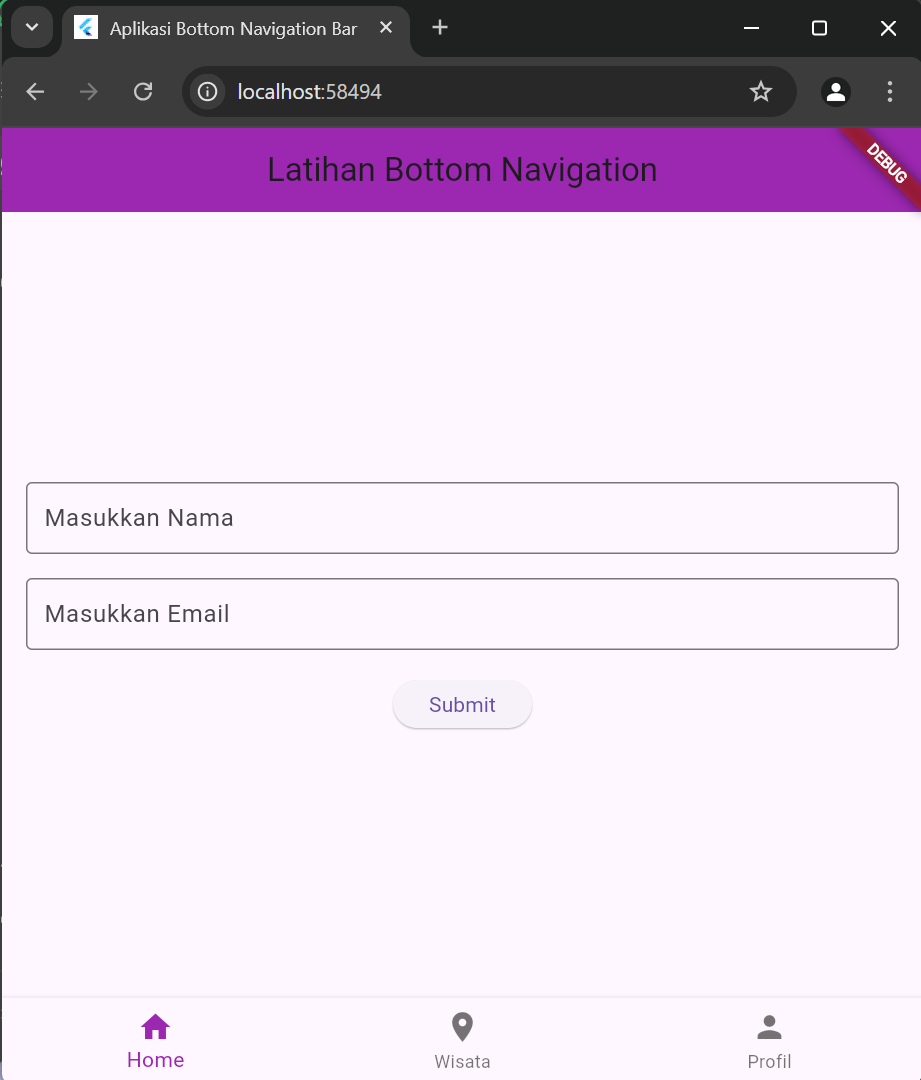 Aplikasi Bottom Navigation Bar
localhost:58494
Latihan Bottom Navigation
DEBUG
Masukkan Nama
Masukkan Email
Submit
Home
Wisata
Profil